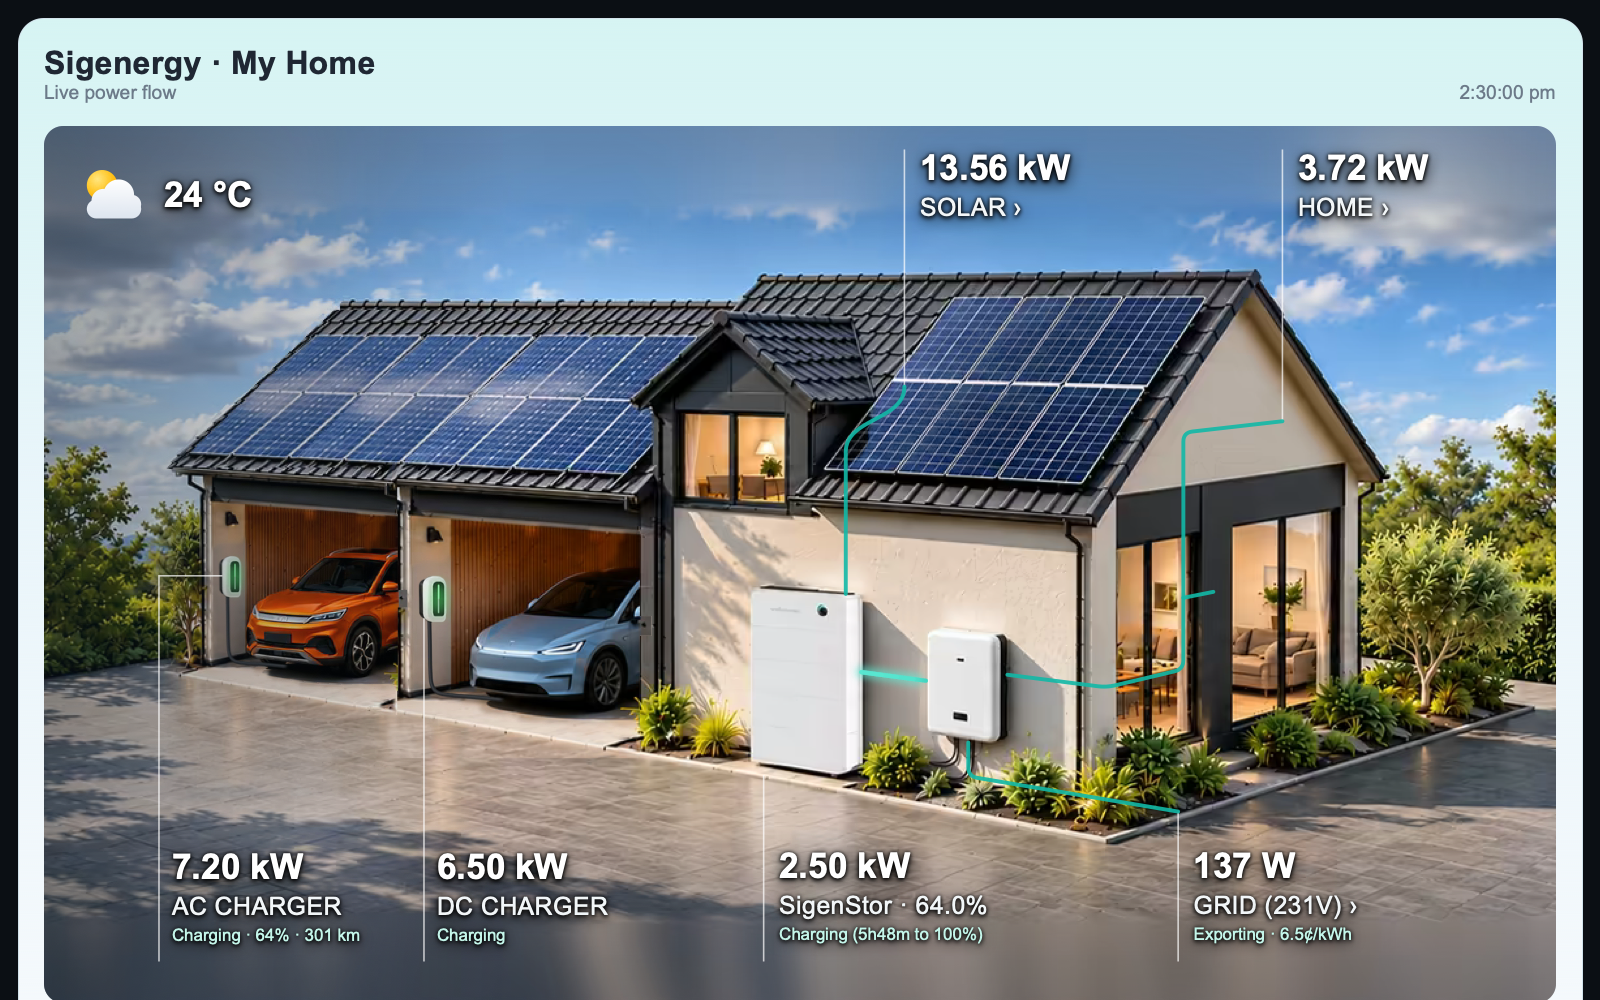 Sigenergy · My Home
Live power flow
2:30:00 pm
24 °C
13.56 kW
SOLAR ›
3.72 kW
HOME ›
7.20 kW
AC CHARGER
Charging · 64% · 301 km
6.50 kW
DC CHARGER
Charging
2.50 kW
SigenStor · 64.0%
Charging (5h48m to 100%)
137 W
GRID (231V) ›
Exporting · 6.5¢/kWh